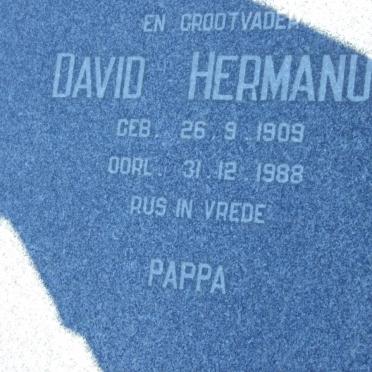 EN GROOTVADER
DAVID HERMANU
GEB. 26.9.1909
OORL. 31.12.1988
RUS IN VREDE
PAPPA